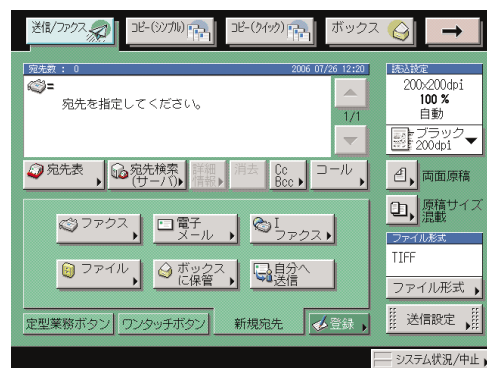 送信/ファクス
コピー(シンプル)
コピー(クイック)
ボックス
→
宛先数 : 0
2006 07/26 12:20
=
宛先を指定してください。
1/1
読込設定
200×200dpi
100 %
自動
ブラック
200dpi
宛先表
宛先検索
(サーバ)
詳細
情報
消去
Cc
Bcc
コール
両面原稿
原稿サイズ
混載
ファクス
電子
メール
I
ファクス
ファイル
ボックス
に保管
自分へ
送信
ファイル形式
TIFF
ファイル形式
定型業務ボタン
ワンタッチボタン
新規宛先
登録
送信設定
システム状況/中止